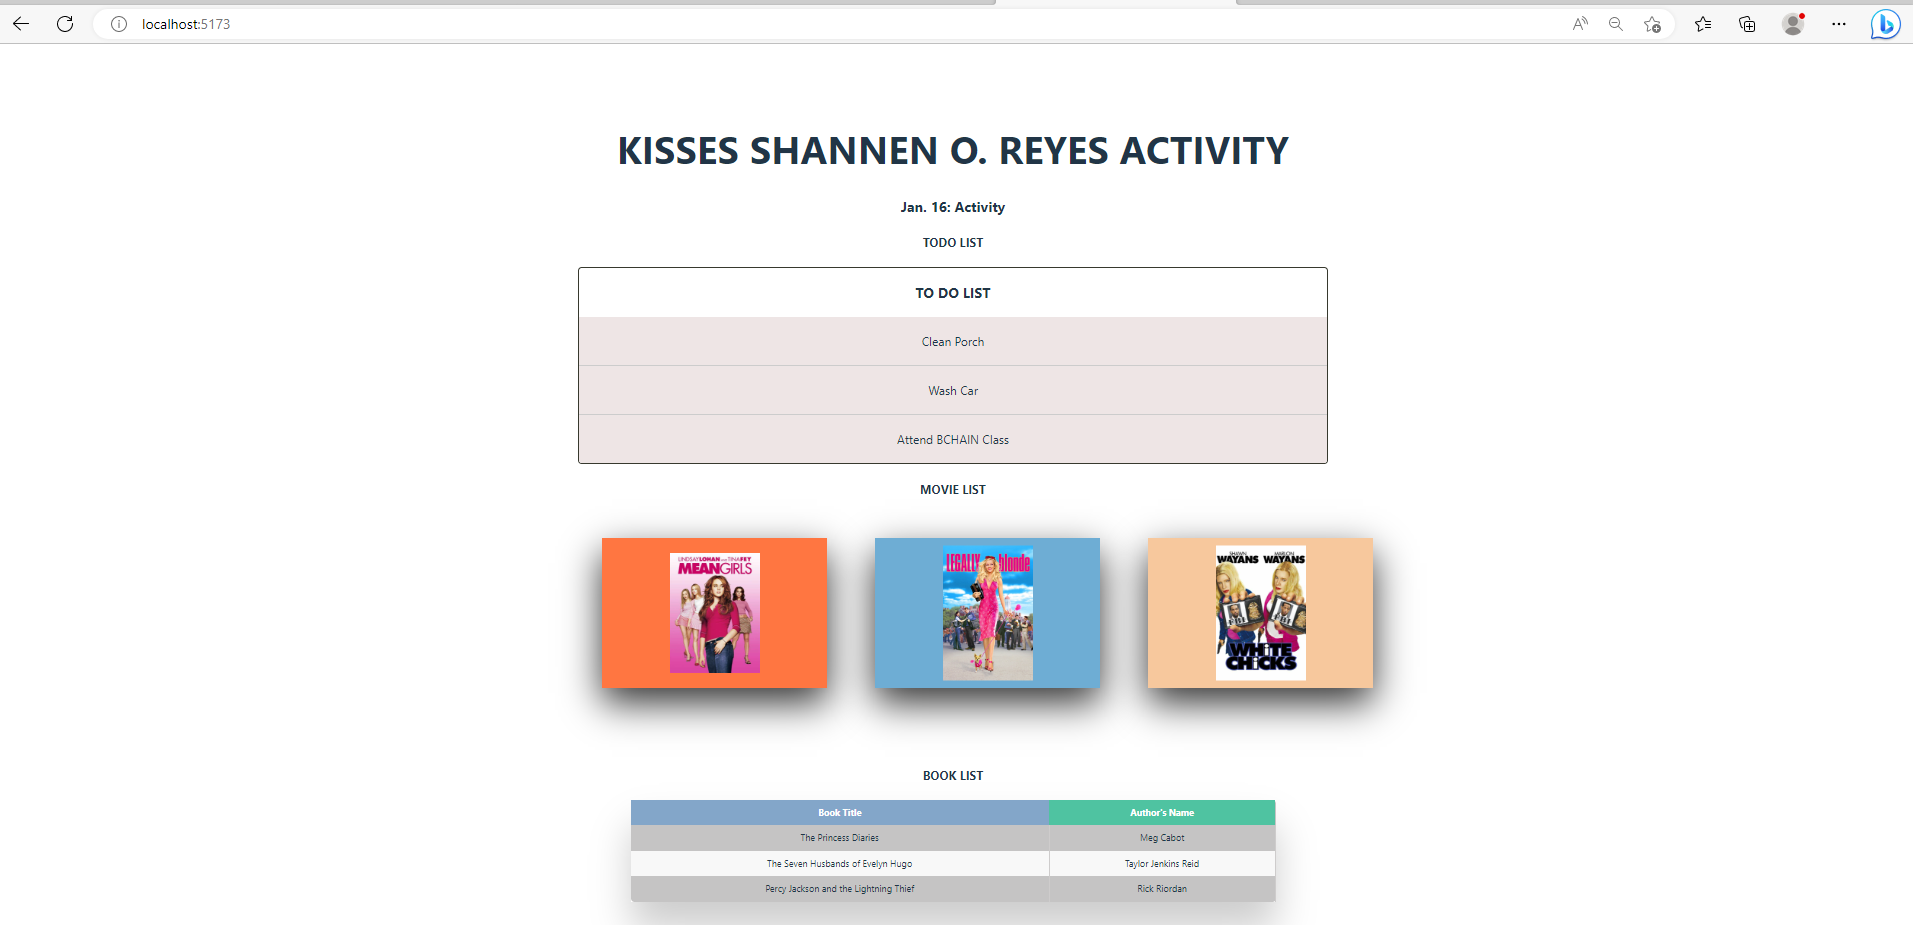 localhost:5173
KISSES SHANNEN O. REYES ACTIVITY
Jan. 16: Activity
TODO LIST
TO DO LIST
Clean Porch
Wash Car
Attend BCHAIN Class
MOVIE LIST
LINDSAY LOHAN TINA FEY
MEAN GIRLS
LEGALLY blonde
SHAWN WAYANS MARLON WAYANS
WHITE CHICKS
BOOK LIST
Book Title Author's Name
The Princess Diaries Meg Cabot
The Seven Husbands of Evelyn Hugo Taylor Jenkins Reid
Percy Jackson and the Lightning Thief Rick Riordan